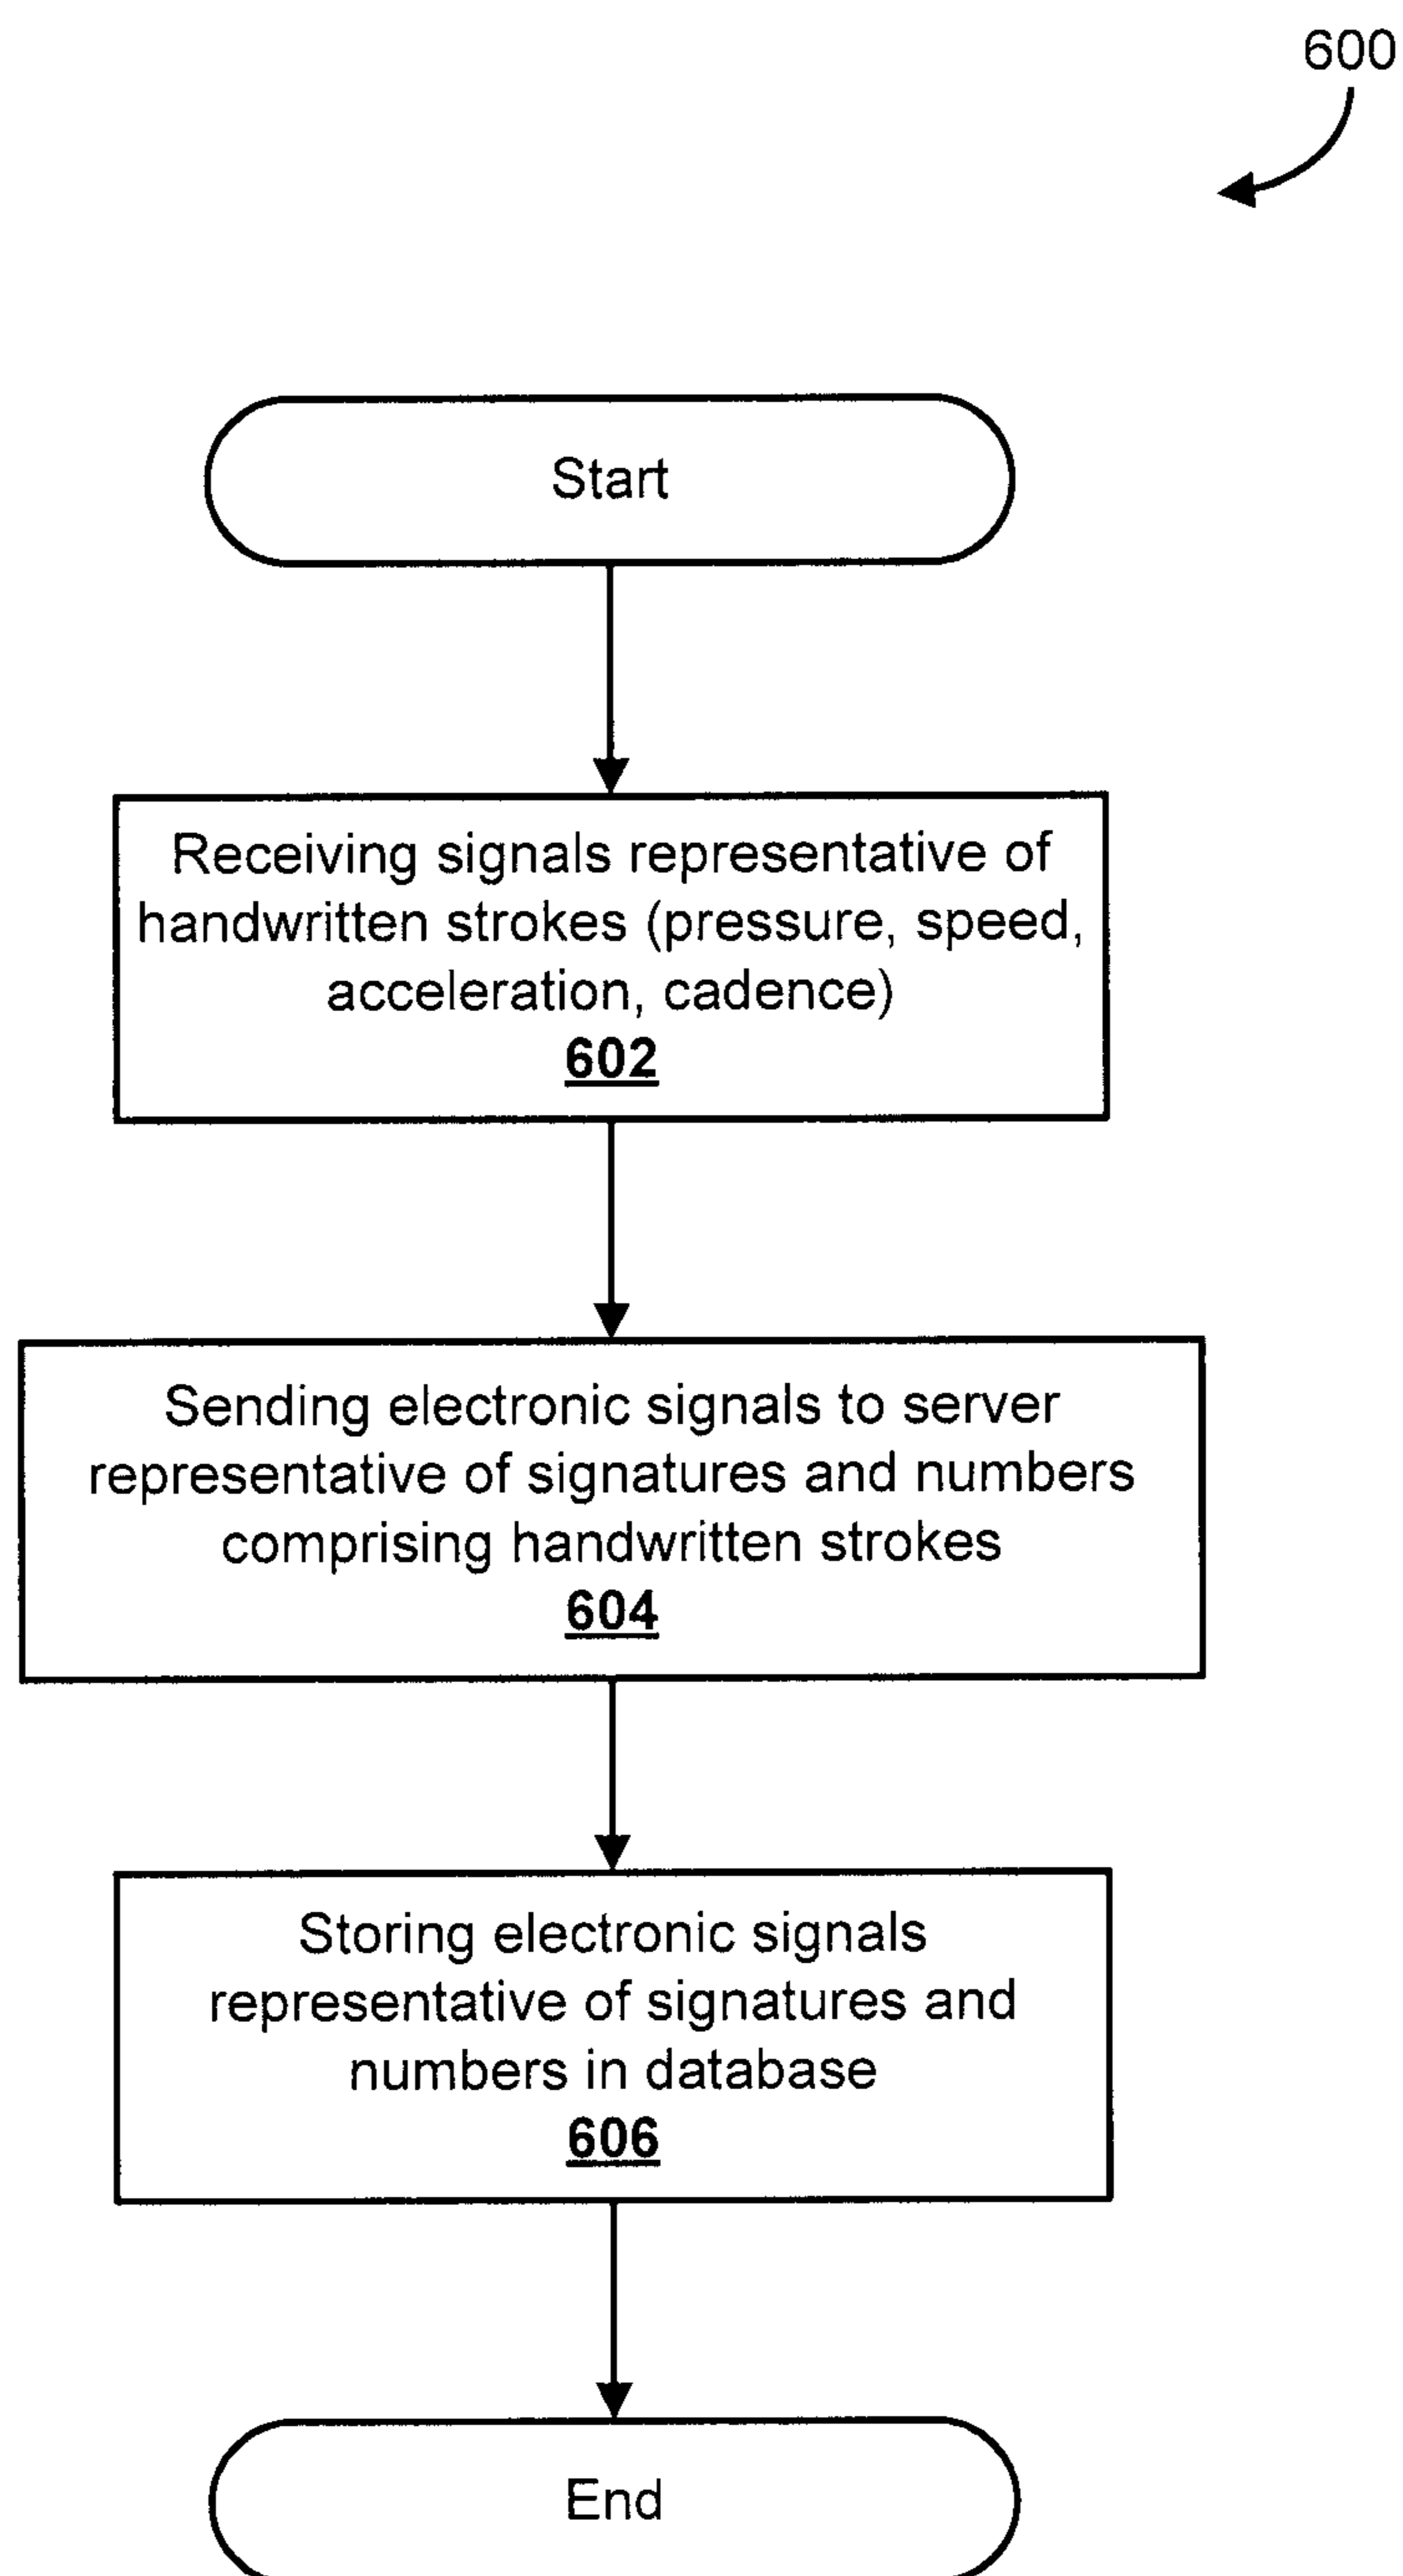 600
Start
Receiving signals representative of
handwritten strokes (pressure, speed,
acceleration, cadence)
602
Sending electronic signals to server
representative of signatures and numbers
comprising handwritten strokes
604
Storing electronic signals
representative of signatures and
numbers in database
606
End